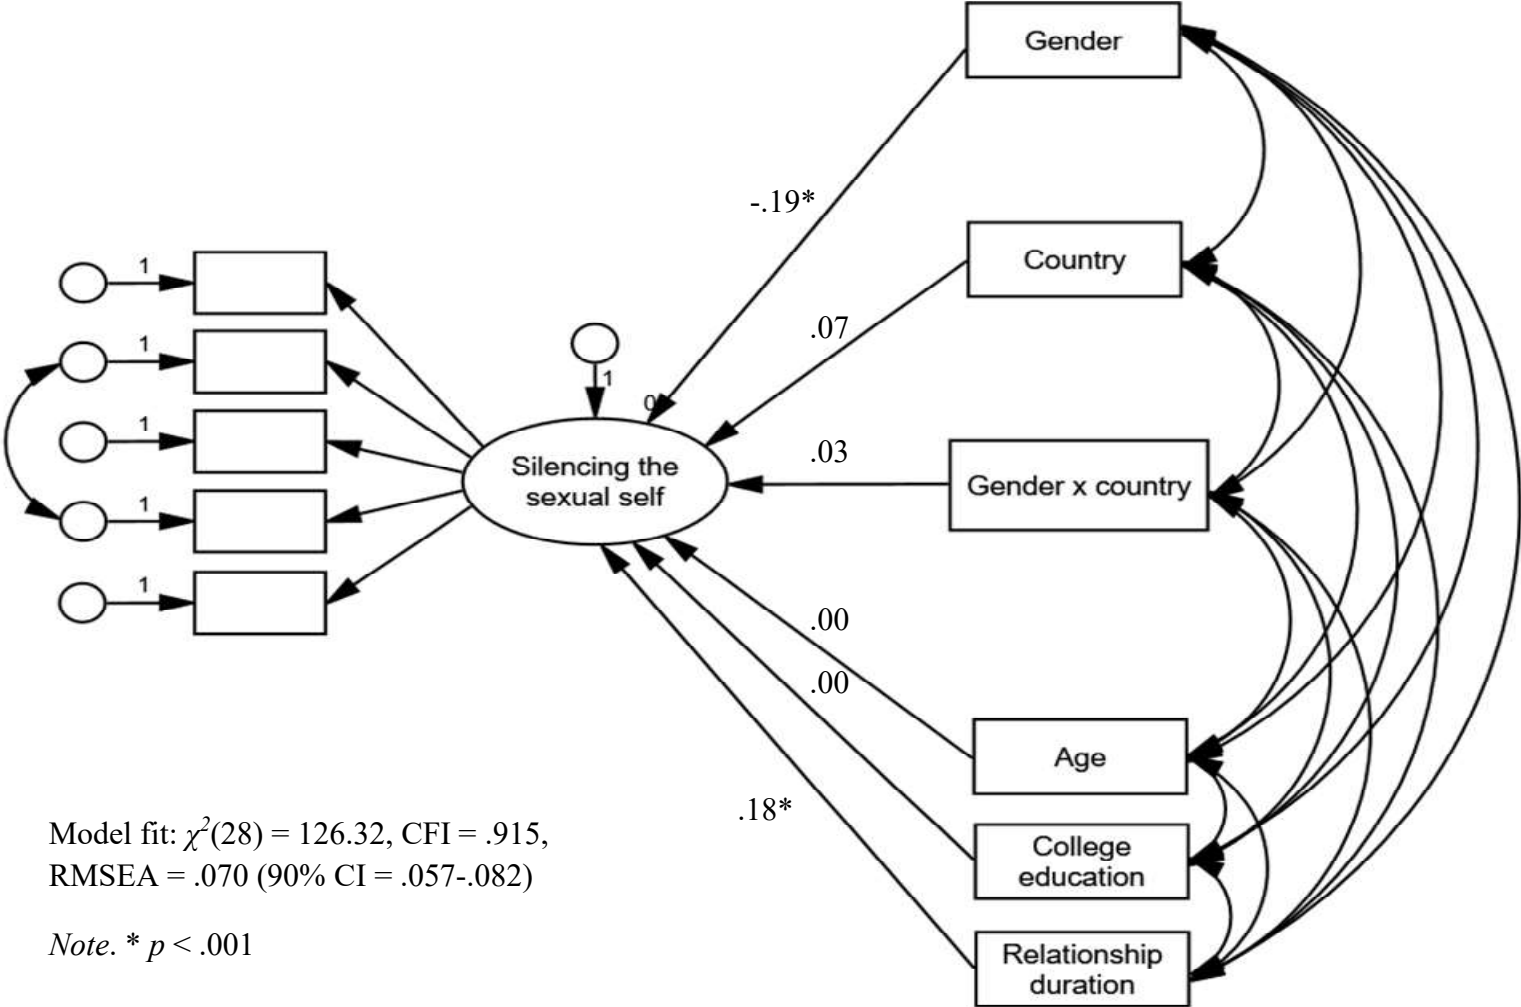 Gender
-.19*
Country
.07
1
1
1
0
Silencing the
sexual self
.03
Gender x country
1
1
1
.00
.00
Age
.18*
College
education
Relationship
duration
Model fit: χ²(28) = 126.32, CFI = .915,
RMSEA = .070 (90% CI = .057-.082)
Note. * p < .001